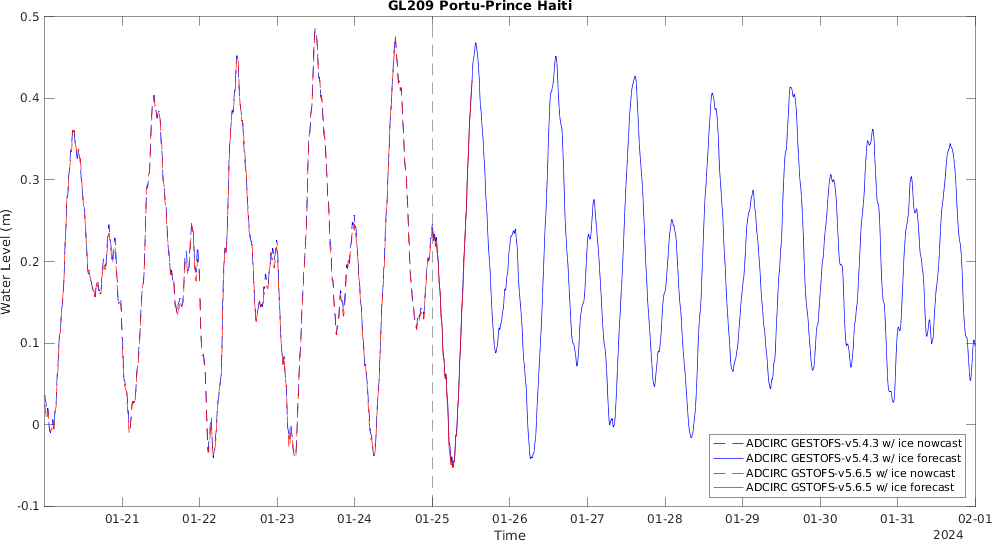 GL209 Portu-Prince Haiti
0.5
0.4
0.3
0.2
0.1
0
-0.1
Water Level (m)
01-21 01-22 01-23 01-24 01-25 01-26 01-27 01-28 01-29 01-30 01-31 02-01
Time
2024
ADCIRC GESTOFS-v5.4.3 w/ ice nowcast
ADCIRC GESTOFS-v5.4.3 w/ ice forecast
ADCIRC GSTOFS-v5.6.5 w/ ice nowcast
ADCIRC GSTOFS-v5.6.5 w/ ice forecast